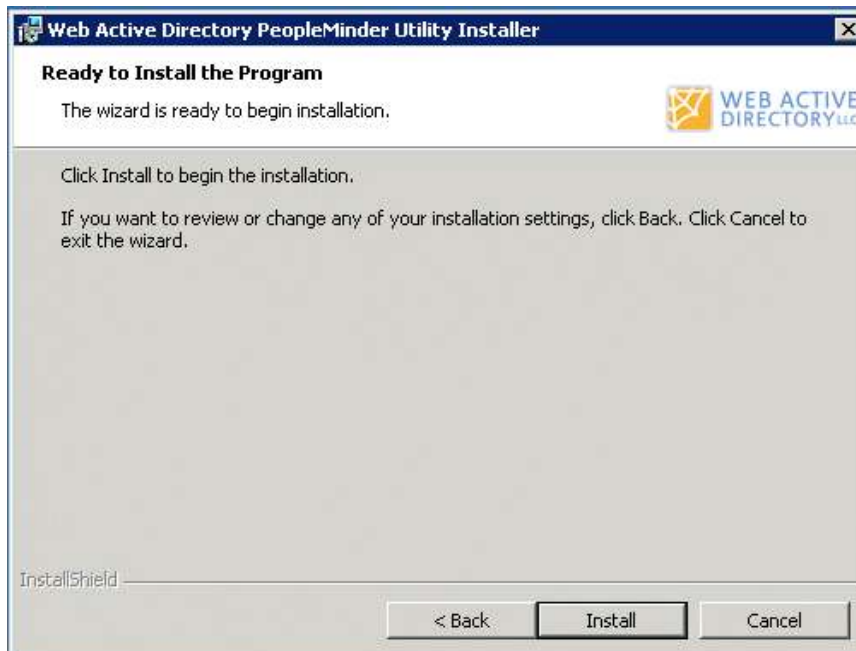 Web Active Directory PeopleMinder Utility Installer
Ready to Install the Program
The wizard is ready to begin installation.
WEB ACTIVE
DIRECTORY LLC
Click Install to begin the installation.
If you want to review or change any of your installation settings, click Back. Click Cancel to
exit the wizard.
InstallShield
< Back
Install
Cancel